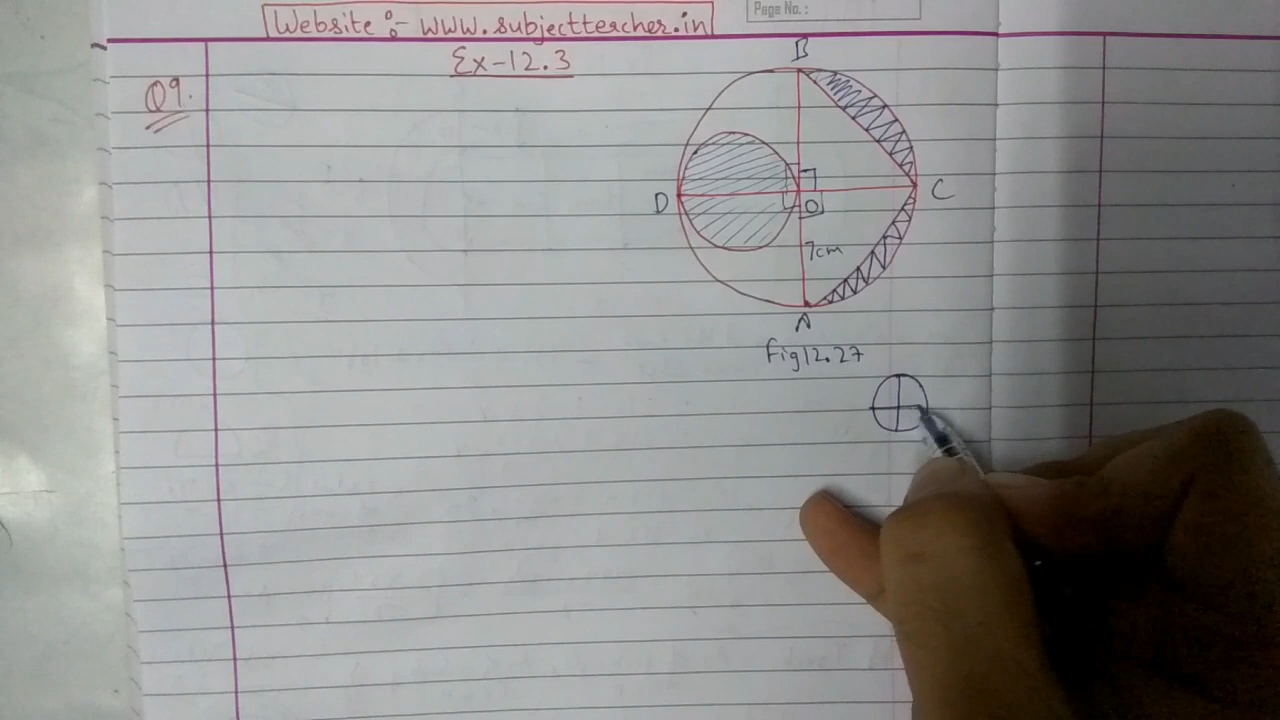 Page No. :
Website :- www.subjectteacher.in
Ex-12.3
Q9.
B
D
O
C
7cm
A
Fig 12.27